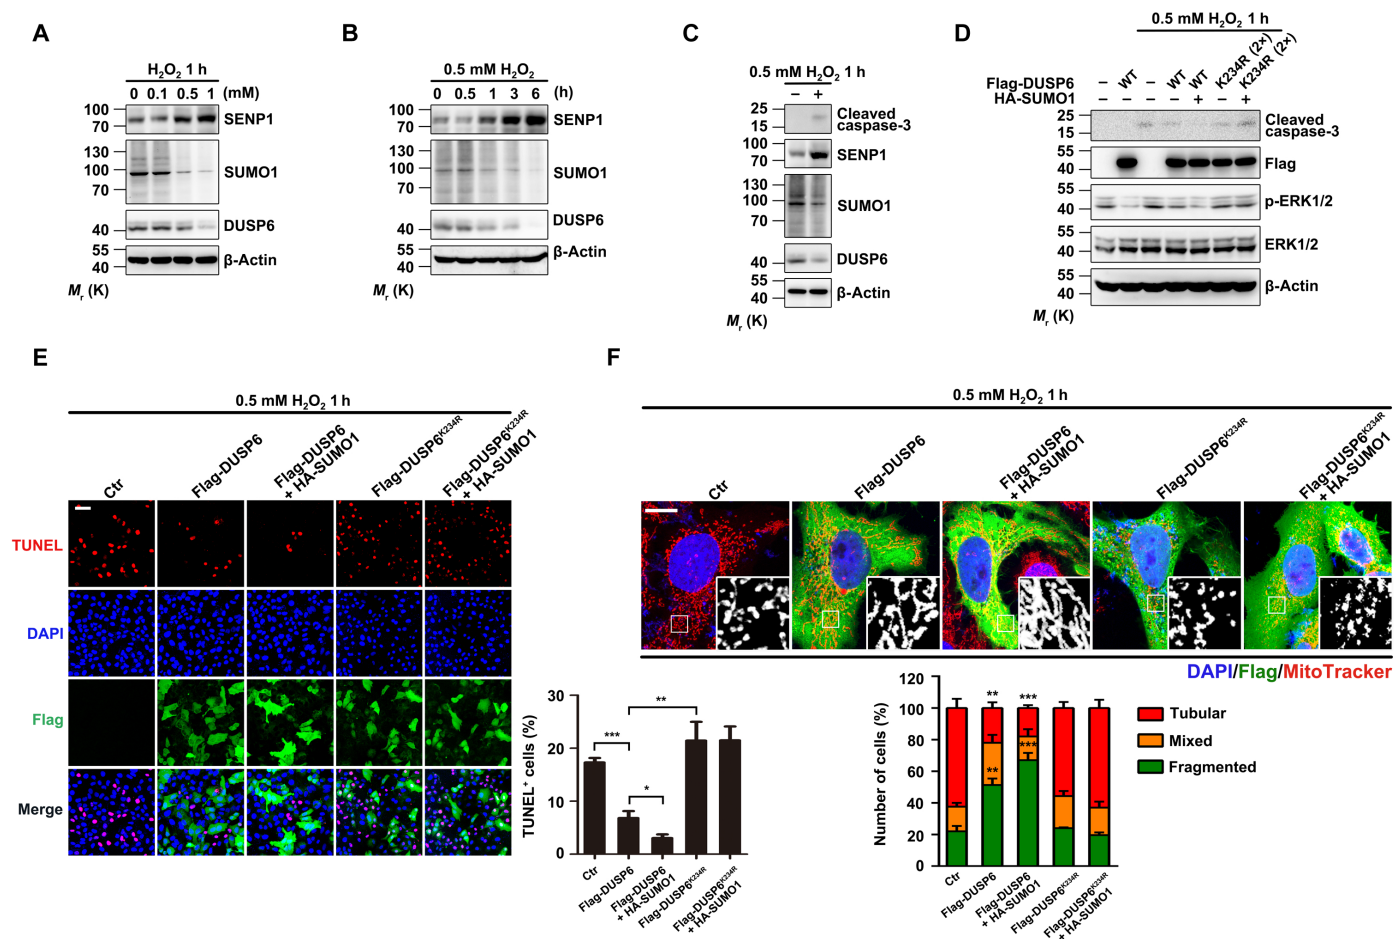 A
H₂O₂ 1 h
0 0.1 0.5 1 (mM)
100
70
SENP1
130
100
70
SUMO1
40
DUSP6
55
40
β-Actin
Mr (K)
B
0.5 mM H₂O₂
0 0.5 1 3 6 (h)
100
70
SENP1
130
100
70
SUMO1
40
DUSP6
55
40
β-Actin
Mr (K)
C
0.5 mM H₂O₂ 1 h
– +
25
15
Cleaved
caspase-3
100
70
SENP1
130
100
70
SUMO1
40
DUSP6
55
40
β-Actin
Mr (K)
D
0.5 mM H₂O₂ 1 h
Flag-DUSP6 – WT – WT WT K234R (2×) K234R (2×)
HA-SUMO1 – – – – + – +
25
15
Cleaved
caspase-3
55
40
Flag
55
40
p-ERK1/2
55
40
ERK1/2
55
40
β-Actin
Mr (K)
E
0.5 mM H₂O₂ 1 h
Ctr
Flag-DUSP6
Flag-DUSP6
+ HA-SUMO1
Flag-DUSP6K234R
Flag-DUSP6K234R
+ HA-SUMO1
TUNEL
DAPI
Flag
Merge
TUNEL+ cells (%)
30
20
10
0
***
*
**
Ctr
Flag-DUSP6
Flag-DUSP6
+ HA-SUMO1
Flag-DUSP6K234R
Flag-DUSP6K234R
+ HA-SUMO1
F
0.5 mM H₂O₂ 1 h
Ctr
Flag-DUSP6
Flag-DUSP6
+ HA-SUMO1
Flag-DUSP6K234R
Flag-DUSP6K234R
+ HA-SUMO1
DAPI/Flag/MitoTracker
Number of cells (%)
120
100
80
60
40
20
0
**
***
**
***
Tubular
Mixed
Fragmented
Ctr
Flag-DUSP6
Flag-DUSP6
+ HA-SUMO1
Flag-DUSP6K234R
Flag-DUSP6K234R
+ HA-SUMO1